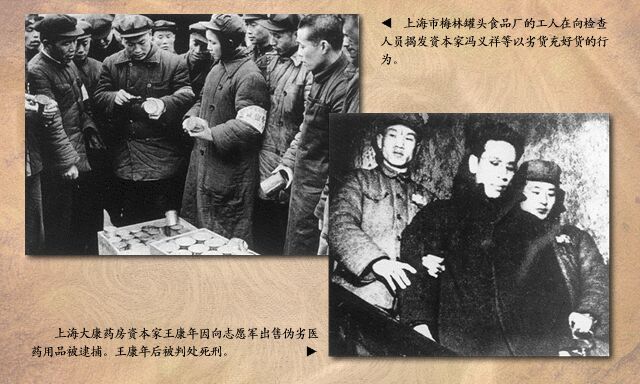 ◀ 上海市梅林罐头食品厂的工人在向检查
人员揭发资本家冯义祥等以劣货充好货的行
为。
上海大康药房资本家王康年因向志愿军出售伪劣医
药用品被逮捕。王康年后被判处死刑。 ▶